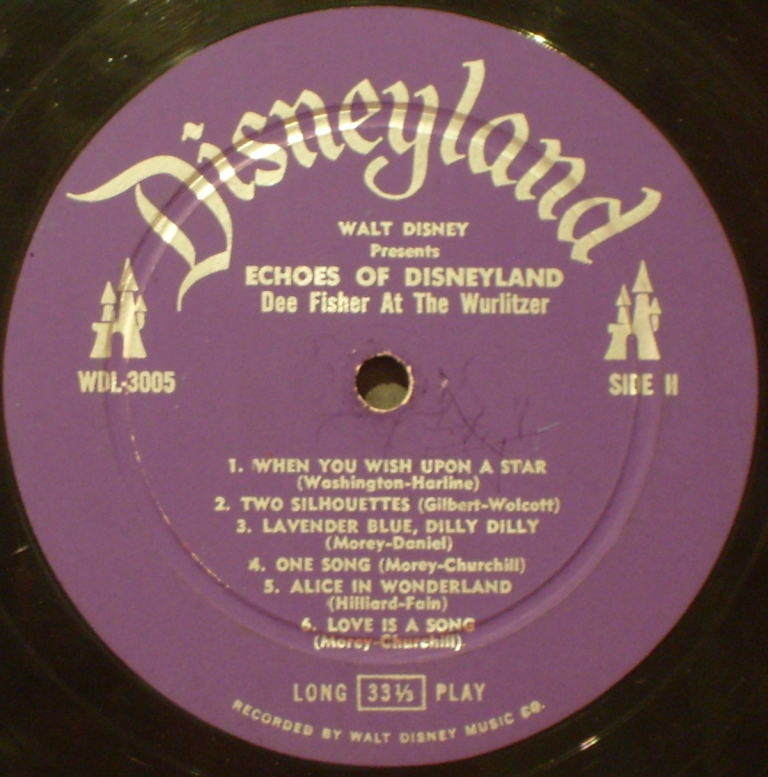 Disneyland
WALT DISNEY
Presents
ECHOES OF DISNEYLAND
Dee Fisher At The Wurlitzer
WDL-3005
SIDE II
1. WHEN YOU WISH UPON A STAR
(Washington-Harline)
2. TWO SILHOUETTES (Gilbert-Wolcott)
3. LAVENDER BLUE, DILLY DILLY
(Morey-Daniel)
4. ONE SONG (Morey-Churchill)
5. ALICE IN WONDERLAND
(Hilliard-Fain)
6. LOVE IS A SONG
(Morey-Churchill)
LONG 33⅓ PLAY
RECORDED BY WALT DISNEY MUSIC CO.